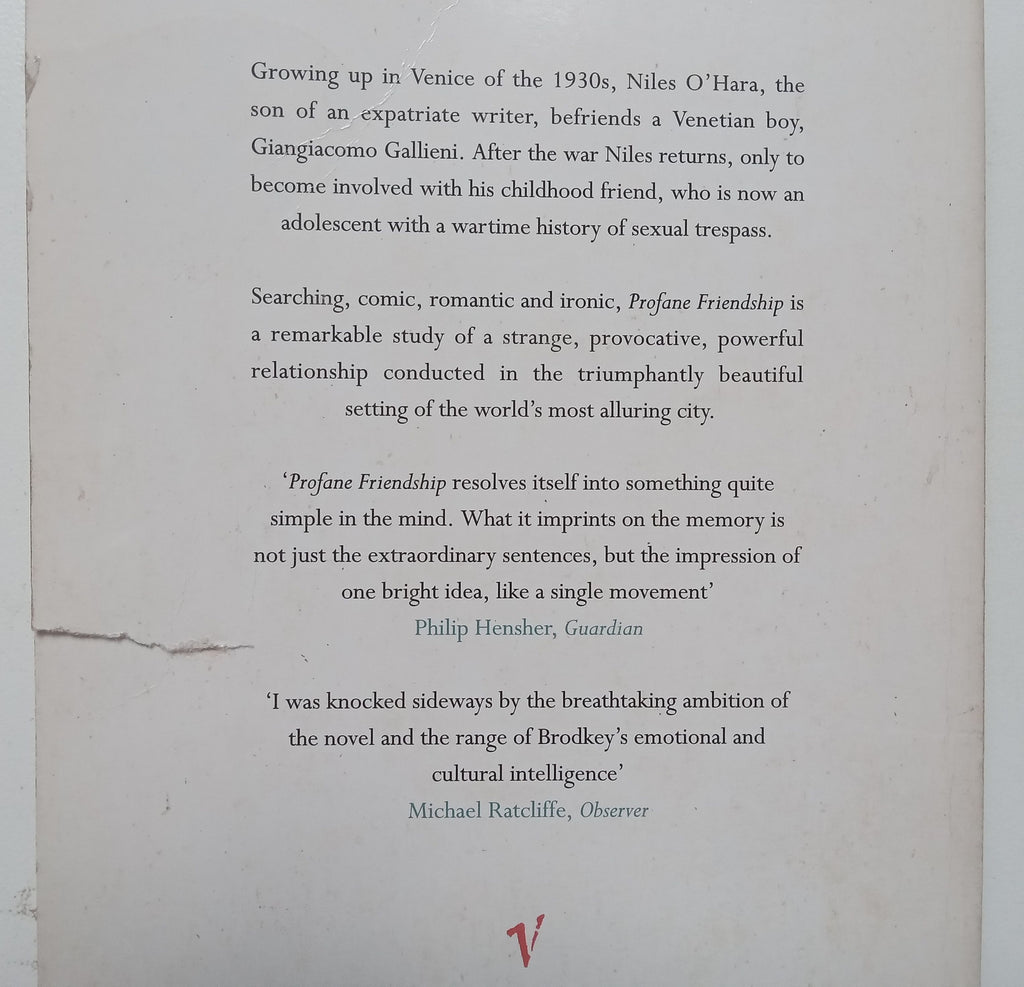 Growing up in Venice of the 1930s, Niles O’Hara, the
son of an expatriate writer, befriends a Venetian boy,
Giangiacomo Gallieni. After the war Niles returns, only to
become involved with his childhood friend, who is now an
adolescent with a wartime history of sexual trespass.
Searching, comic, romantic and ironic, Profane Friendship is
a remarkable study of a strange, provocative, powerful
relationship conducted in the triumphantly beautiful
setting of the world’s most alluring city.
‘Profane Friendship resolves itself into something quite
simple in the mind. What it imprints on the memory is
not just the extraordinary sentences, but the impression of
one bright idea, like a single movement’
Philip Hensher, Guardian
‘I was knocked sideways by the breathtaking ambition of
the novel and the range of Brodkey’s emotional and
cultural intelligence’
Michael Ratcliffe, Observer
V